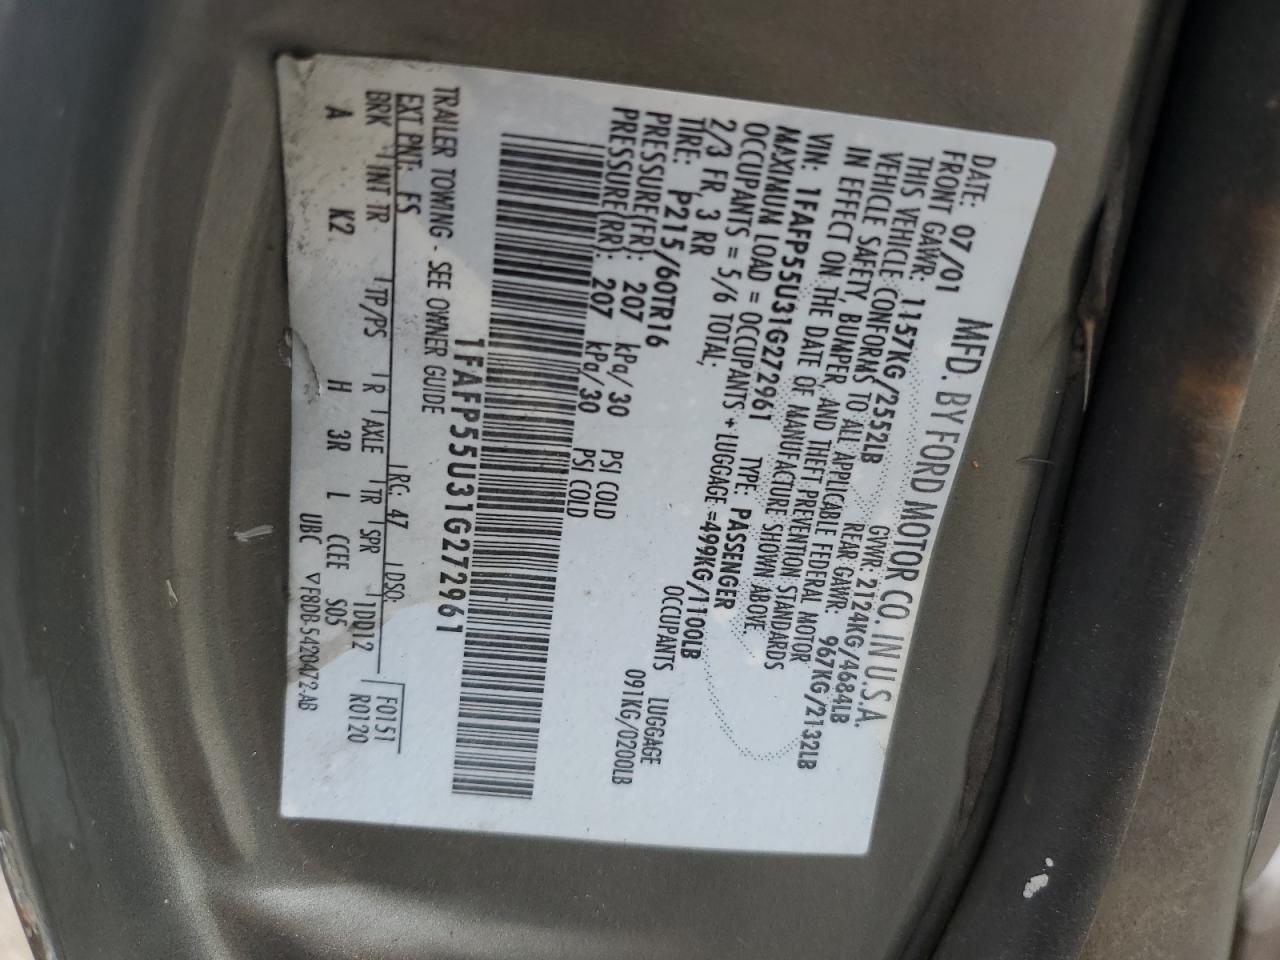 DATE: 07/01 MFD. BY FORD MOTOR CO. IN U.S.A.
FRONT GAWR: 1157KG/2552LB GWVR: 2124KG/4684LB
REAR GAWR: 967KG/2132LB
THIS VEHICLE CONFORMS TO ALL APPLICABLE FEDERAL MOTOR
VEHICLE SAFETY, BUMPER, AND THEFT PREVENTION STANDARDS
IN EFFECT ON THE DATE OF MANUFACTURE SHOWN ABOVE
VIN: 1FAFP55U31G272961 TYPE: PASSENGER
MAXIMUM LOAD = OCCUPANTS + LUGGAGE =499KG/1100LB
OCCUPANTS = 5/6 TOTAL, OCCUPANTS LUGGAGE
2/3 FR, 3 RR 091KG/0200LB
TIRE: P215/60TR16
PRESSURE(FR): 207 kPa/30 PSI COLD
PRESSURE(RR): 207 kPa/30 PSI COLD
1FAFP55U31G272961
TRAILER TOWING - SEE OWNER GUIDE
F0151
R0120
EXT PNT: FS RC: 47 DSO:
BRK INT TR TP/PS R AXLE TR SPR 1DD12
A K2 H 3R L CCEE S05
UBC ▽F8DB-5420472-AB